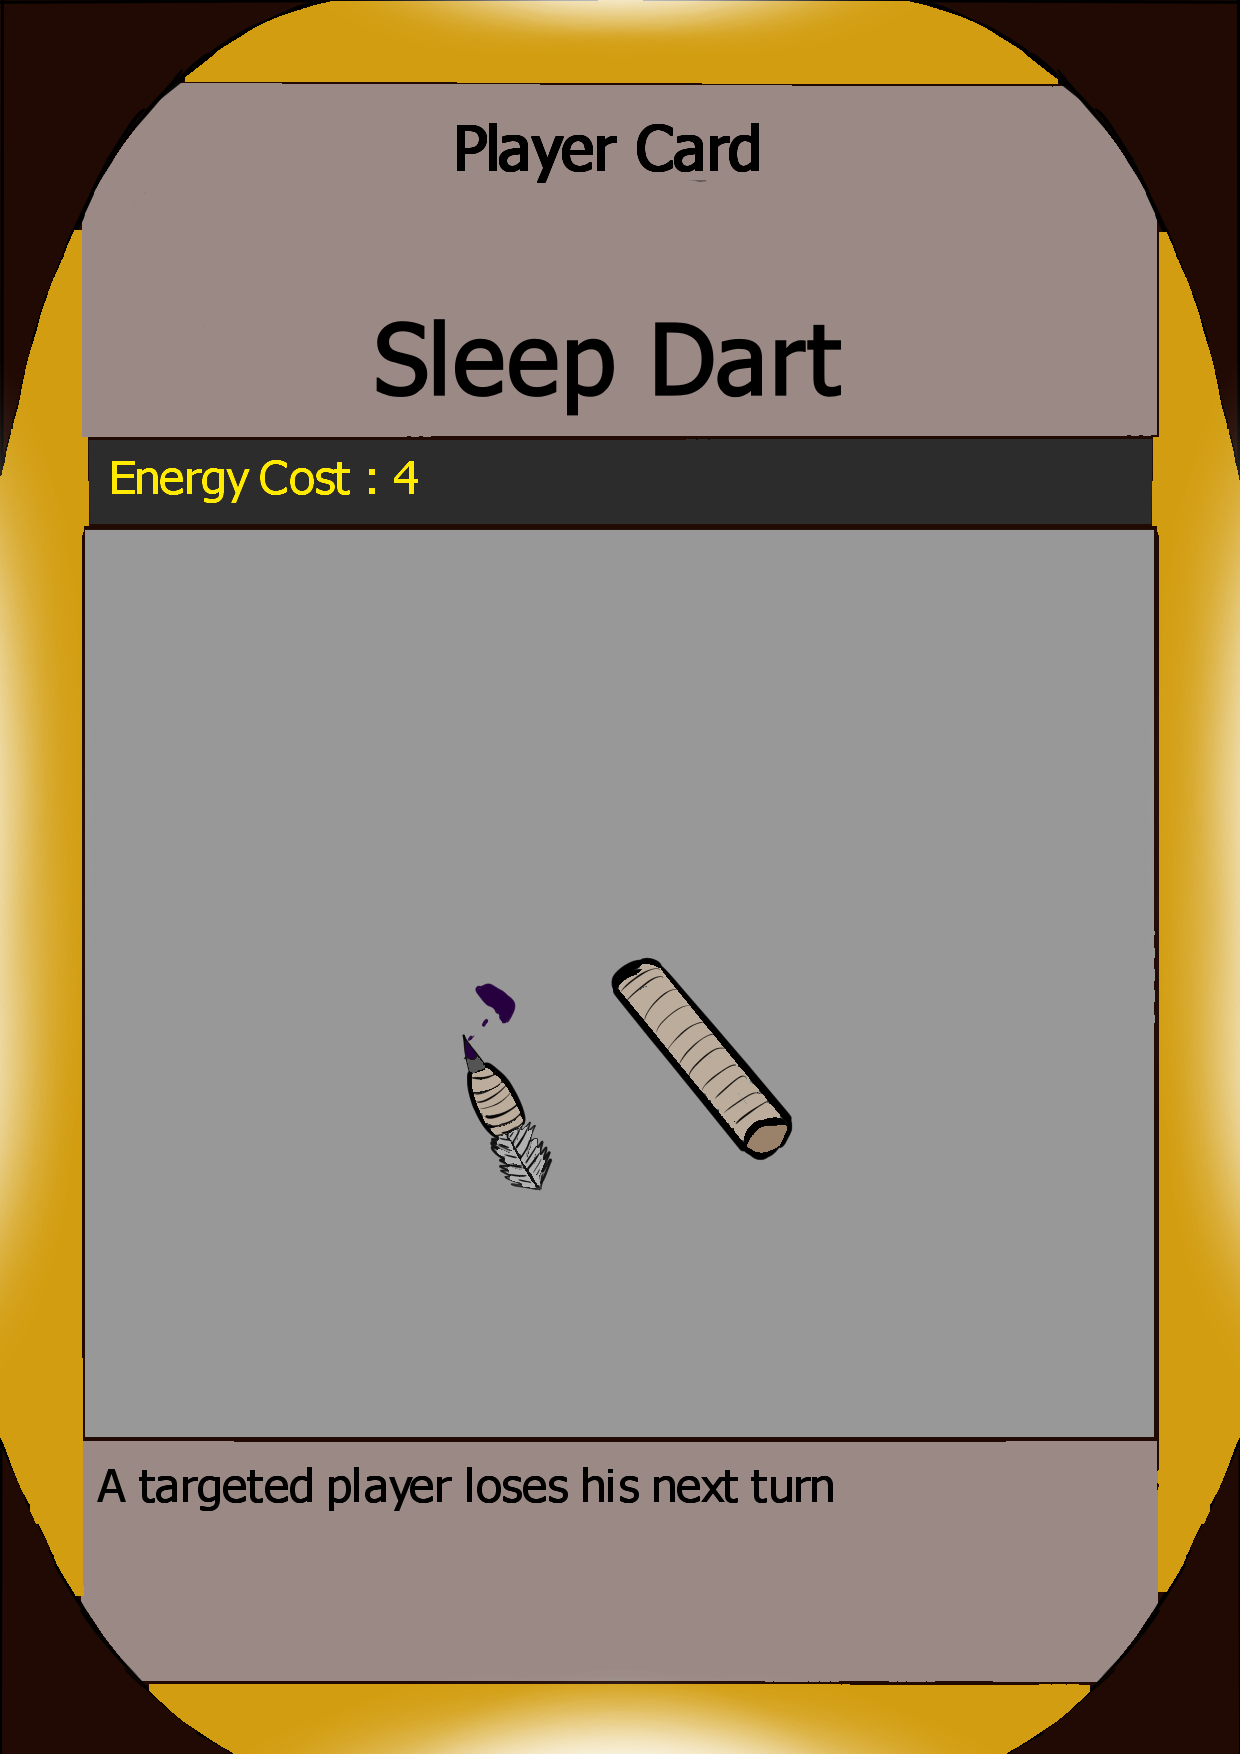 Player Card
Sleep Dart
Energy Cost : 4
A targeted player loses his next turn